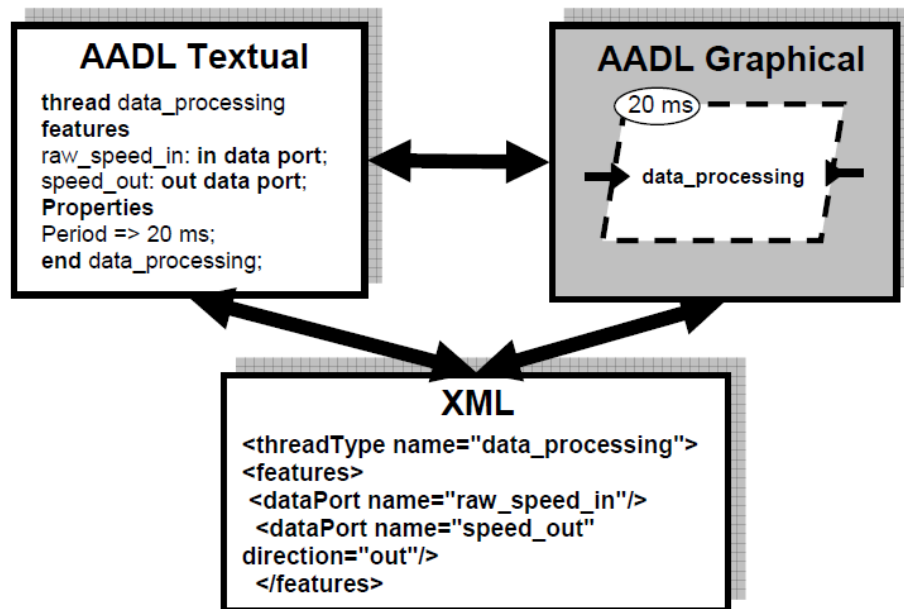 AADL Textual
thread data_processing
features
raw_speed_in: in data port;
speed_out: out data port;
Properties
Period => 20 ms;
end data_processing;
AADL Graphical
20 ms
data_processing
XML
<threadType name="data_processing">
<features>
<dataPort name="raw_speed_in"/>
<dataPort name="speed_out"
direction="out"/>
</features>